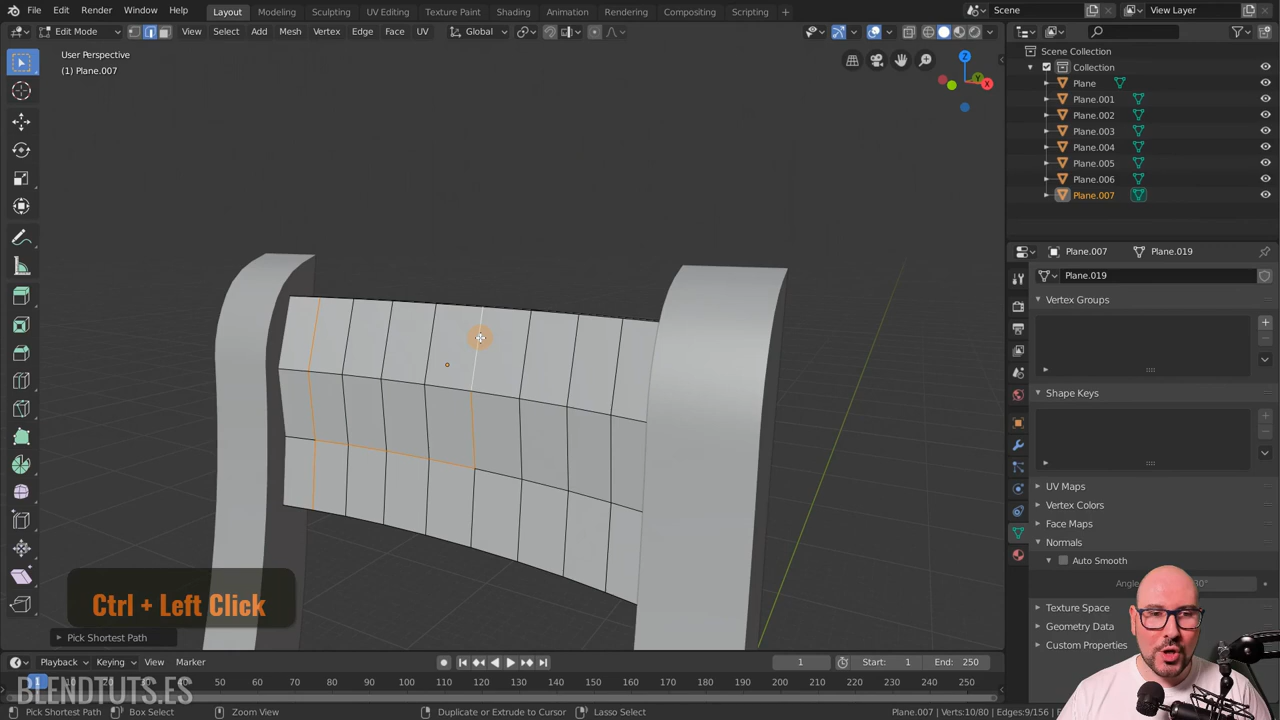 File Edit Render Window Help Layout Modeling Sculpting UV Editing Texture Paint Shading Animation Rendering Compositing Scripting + Scene View Layer
Edit Mode View Select Add Mesh Vertex Edge Face UV Global
User Perspective
(1) Plane.007
Z
Y
X
Scene Collection
Collection
Plane
Plane.001
Plane.002
Plane.003
Plane.004
Plane.005
Plane.006
Plane.007
Plane.007 Plane.019
Plane.019
Vertex Groups
Shape Keys
UV Maps
Vertex Colors
Face Maps
Normals
Auto Smooth
Angle
Texture Space
Geometry Data
Custom Properties
Ctrl + Left Click
Pick Shortest Path
Playback Keying View Marker 1 Start: 1 End: 250
1 10 20 30 40 50 60 70 80 90 100 110 120 130 140 150 160 170 180 190 200 210 220 230 240 250
BLENDTUTS.ES
Pick Shortest Path Box Select Zoom View Duplicate or Extrude to Cursor Lasso Select Plane.007 | Verts:10/80 | Edges:9/156